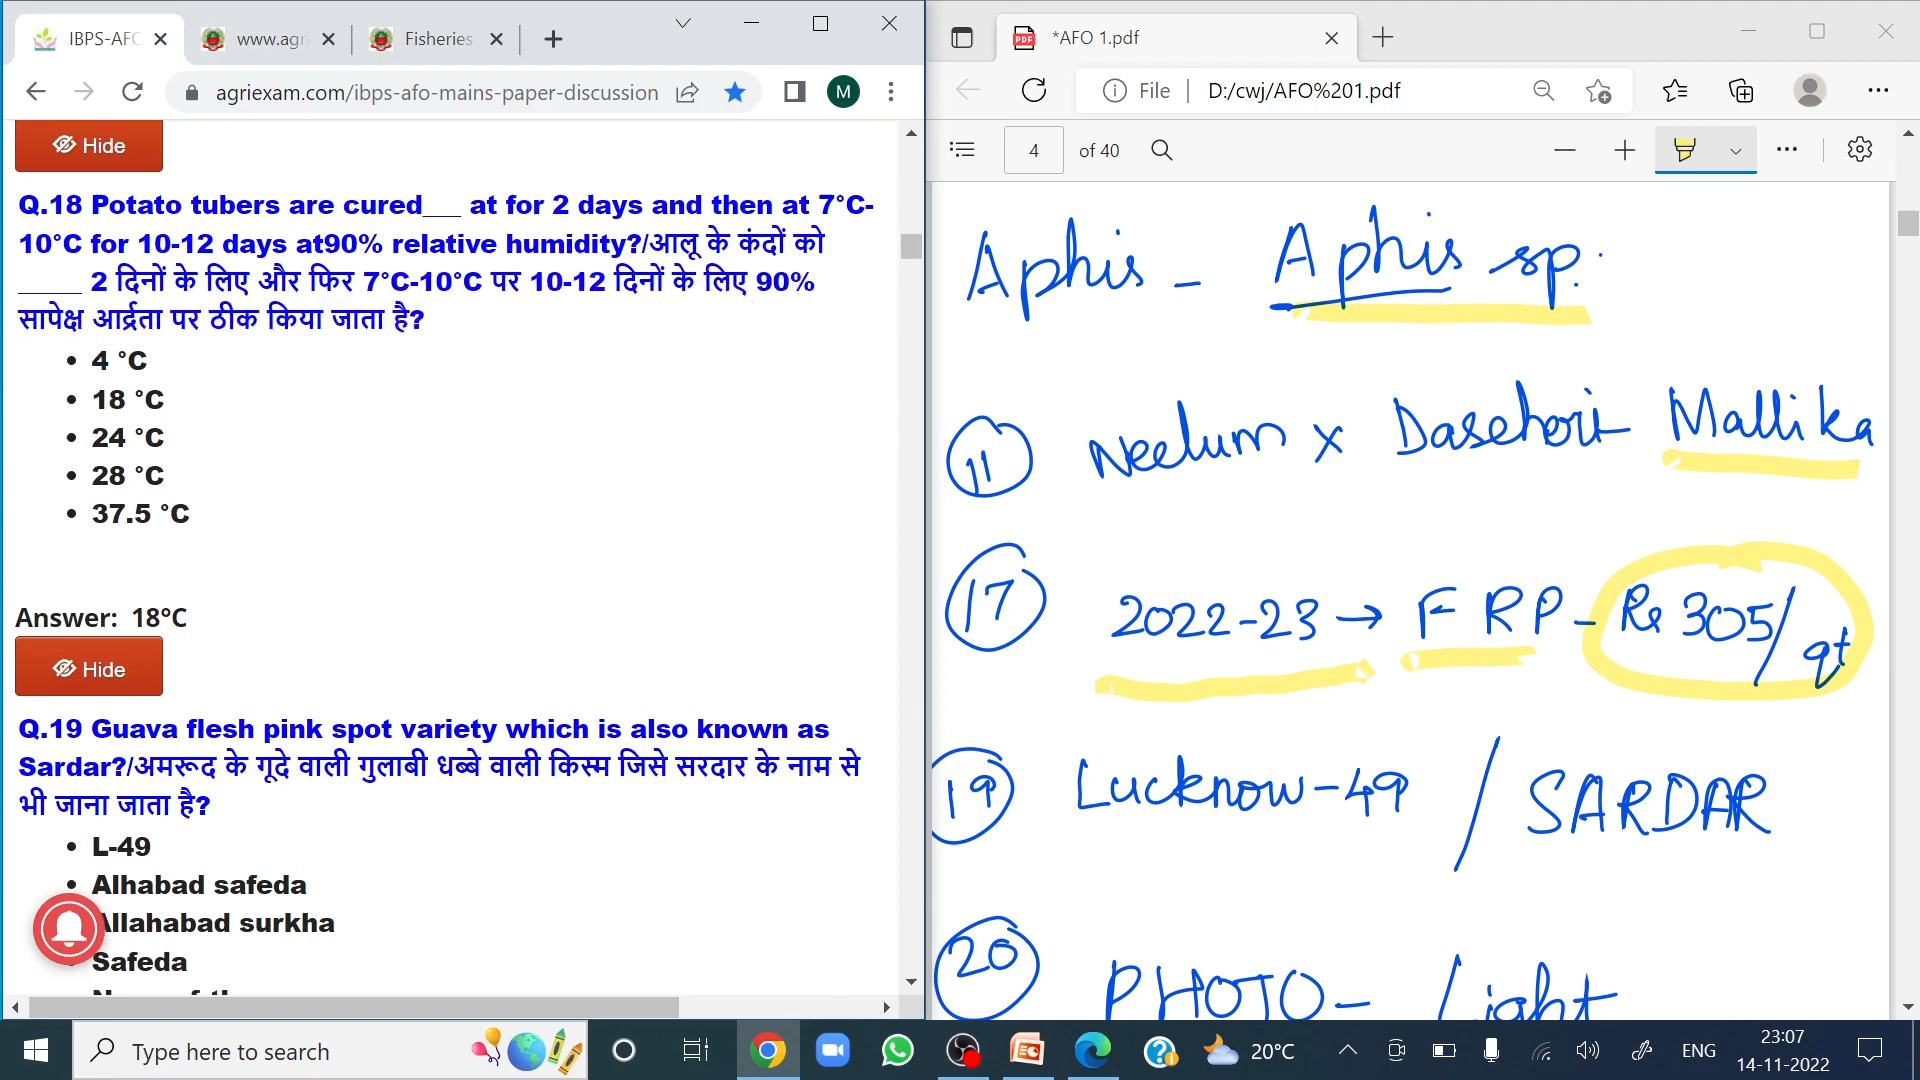 IBPS-AFC
www.agri
Fisheries
agriexam.com/ibps-afo-mains-paper-discussion
M
Hide
Q.18 Potato tubers are cured___ at for 2 days and then at 7°C-
10°C for 10-12 days at90% relative humidity?/आलू के कंदों को
_____ 2 दिनों के लिए और फिर 7°C-10°C पर 10-12 दिनों के लिए 90%
सापेक्ष आर्द्रता पर ठीक किया जाता है?
• 4 °C
• 18 °C
• 24 °C
• 28 °C
• 37.5 °C
Answer: 18°C
Hide
Q.19 Guava flesh pink spot variety which is also known as
Sardar?/अमरूद के गूदे वाली गुलाबी धब्बे वाली किस्म जिसे सरदार के नाम से
भी जाना जाता है?
• L-49
• Alhabad safeda
Allahabad surkha
Safeda
*AFO 1.pdf
File | D:/cwj/AFO%201.pdf
4 of 40
Aphis - Aphis sp.
11 Neelum x Dasehori Mallika
17 2022-23 → FRP - Rs 305/qt
19 Lucknow-49 / SARDAR
20 PHOTO- Light
Type here to search
20°C
ENG
23:07
14-11-2022